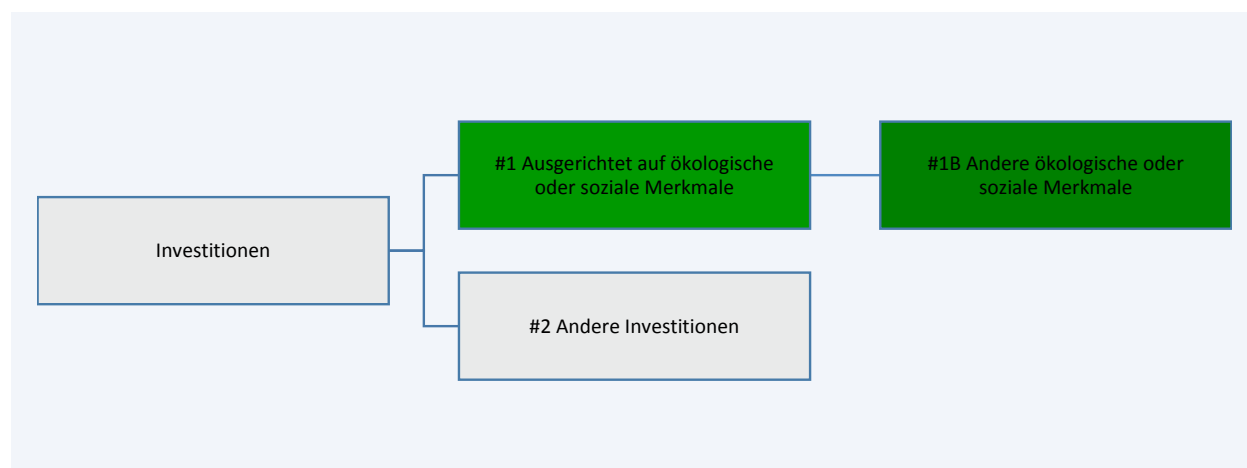 #1 Ausgerichtet auf ökologische
oder soziale Merkmale
#1B Andere ökologische oder
soziale Merkmale
Investitionen
#2 Andere Investitionen